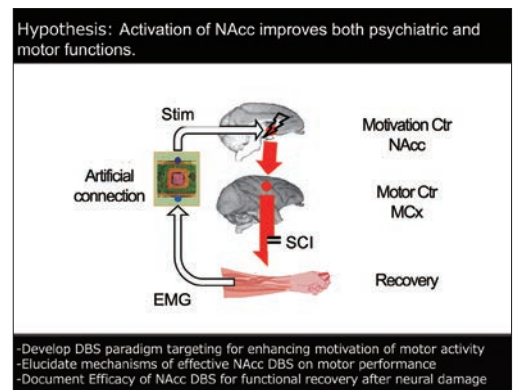 Hypothesis: Activation of NAcc improves both psychiatric and
motor functions.
Stim
Motivation Ctr
NAcc
Artificial
connection
Motor Ctr
MCx
SCI
Recovery
EMG
-Develop DBS paradigm targeting for enhancing motivation of motor activity
-Elucidate mechanisms of effective NAcc DBS on motor performance
-Document Efficacy of NAcc DBS for functional recovery after neural damage